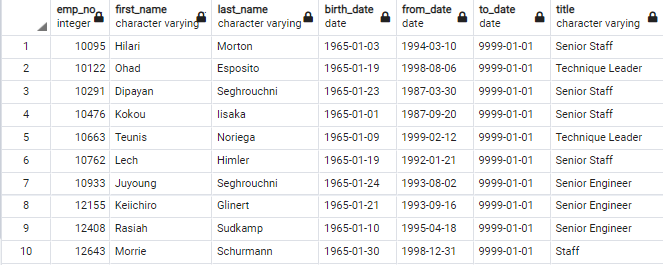 emp_no first_name last_name birth_date from_date to_date title
integer character varying character varying date date date character varying
1 10095 Hilari Morton 1965-01-03 1994-03-10 9999-01-01 Senior Staff
2 10122 Ohad Esposito 1965-01-19 1998-08-06 9999-01-01 Technique Leader
3 10291 Dipayan Seghrouchni 1965-01-23 1987-03-30 9999-01-01 Senior Staff
4 10476 Kokou Iisaka 1965-01-01 1987-09-20 9999-01-01 Senior Staff
5 10663 Teunis Noriega 1965-01-09 1999-02-12 9999-01-01 Technique Leader
6 10762 Lech Himler 1965-01-19 1992-01-21 9999-01-01 Senior Staff
7 10933 Juyoung Seghrouchni 1965-01-24 1993-08-02 9999-01-01 Senior Engineer
8 12155 Keiichiro Glinert 1965-01-21 1993-09-16 9999-01-01 Senior Engineer
9 12408 Rasiah Sudkamp 1965-01-10 1995-04-18 9999-01-01 Senior Engineer
10 12643 Morrie Schurmann 1965-01-30 1998-12-31 9999-01-01 Staff